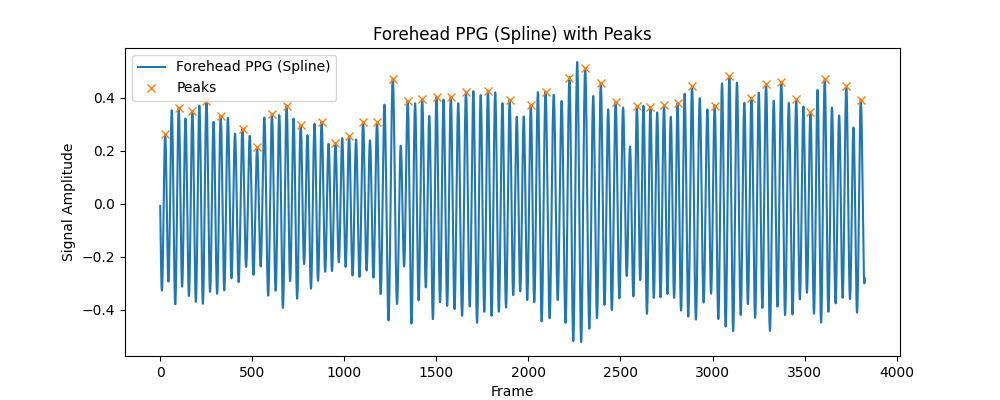 Forehead PPG (Spline) with Peaks
Forehead PPG (Spline)
Peaks
Signal Amplitude
0.4
0.2
0.0
−0.2
−0.4
0 500 1000 1500 2000 2500 3000 3500 4000
Frame